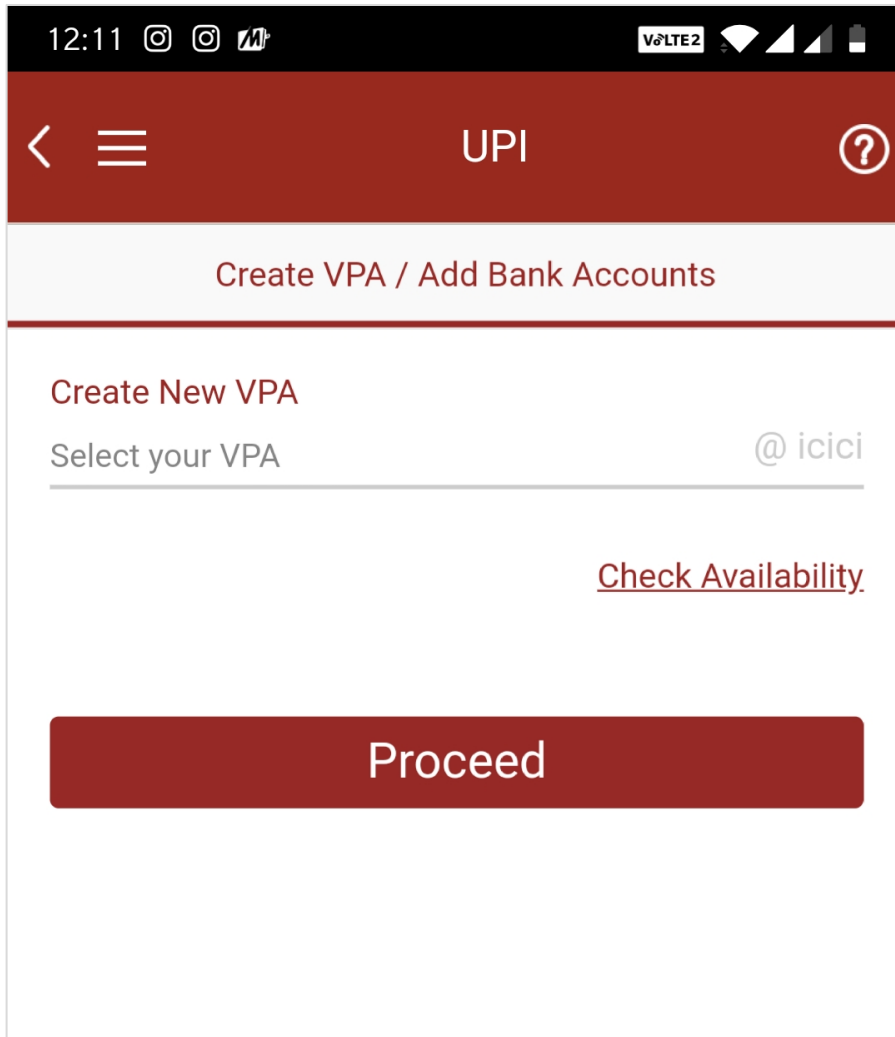 12:11 VoLTE2
UPI
Create VPA / Add Bank Accounts
Create New VPA
Select your VPA @ icici
Check Availability
Proceed